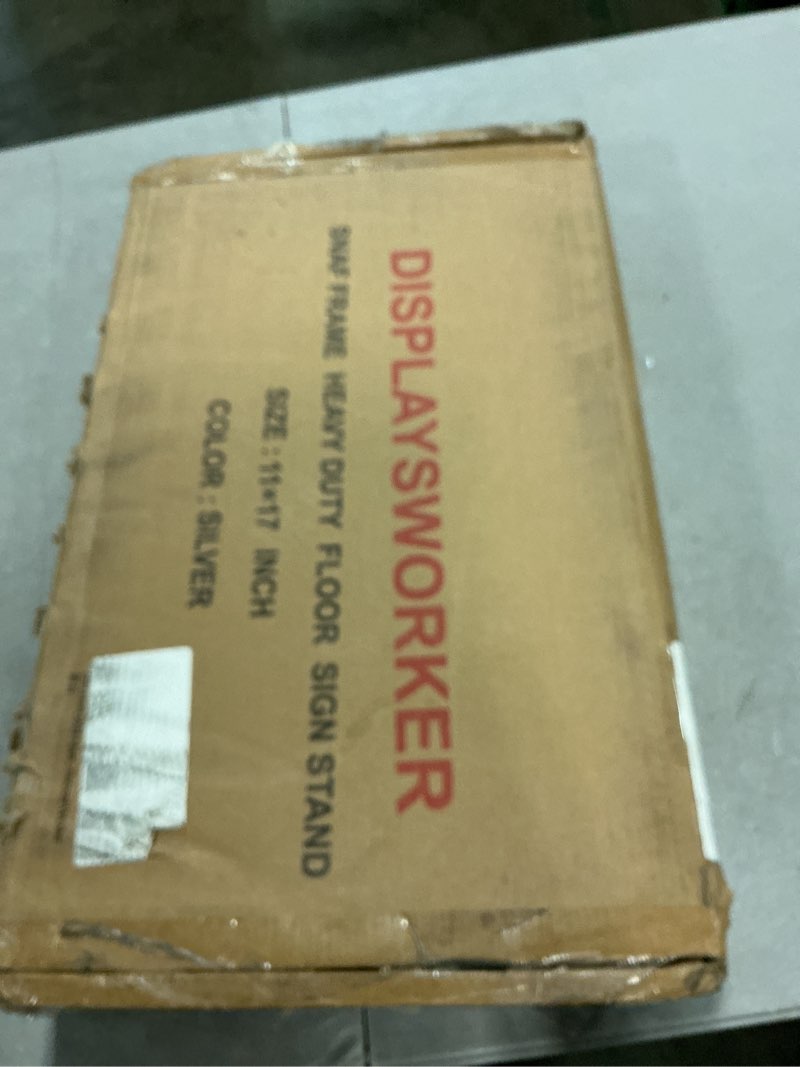 DISPLAYSWORKER
SNAP FRAME HEAVY DUTY FLOOR SIGN STAND
SIZE : 11*17 INCH
COLOR : SILVER